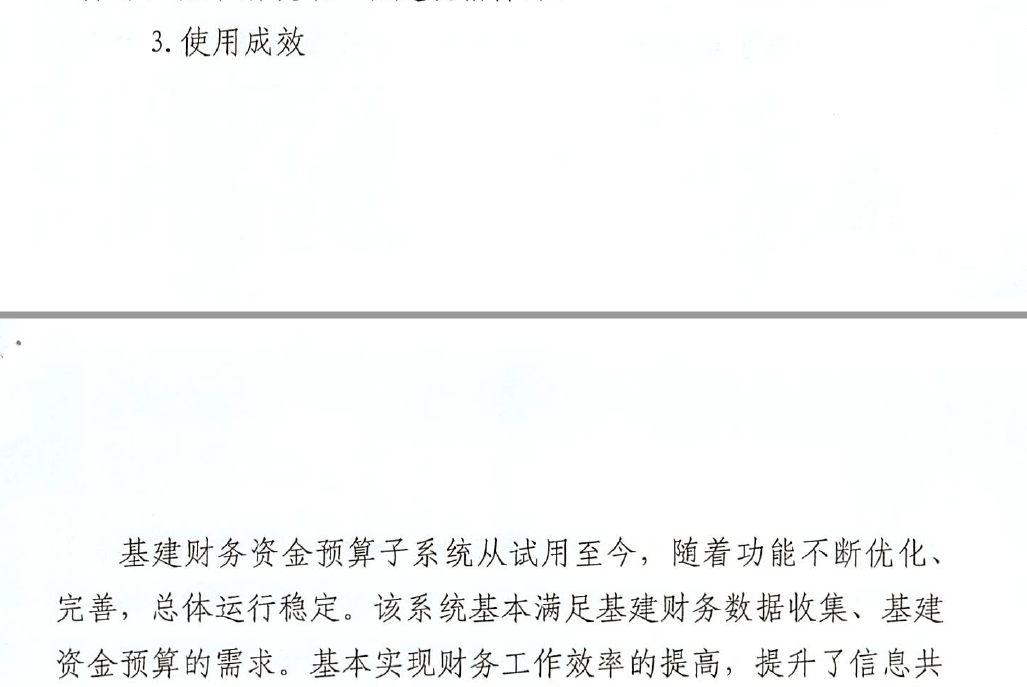 3. 使用成效
基建财务资金预算子系统从试用至今，随着功能不断优化、
完善，总体运行稳定。该系统基本满足基建财务数据收集、基建
资金预算的需求。基本实现财务工作效率的提高，提升了信息共